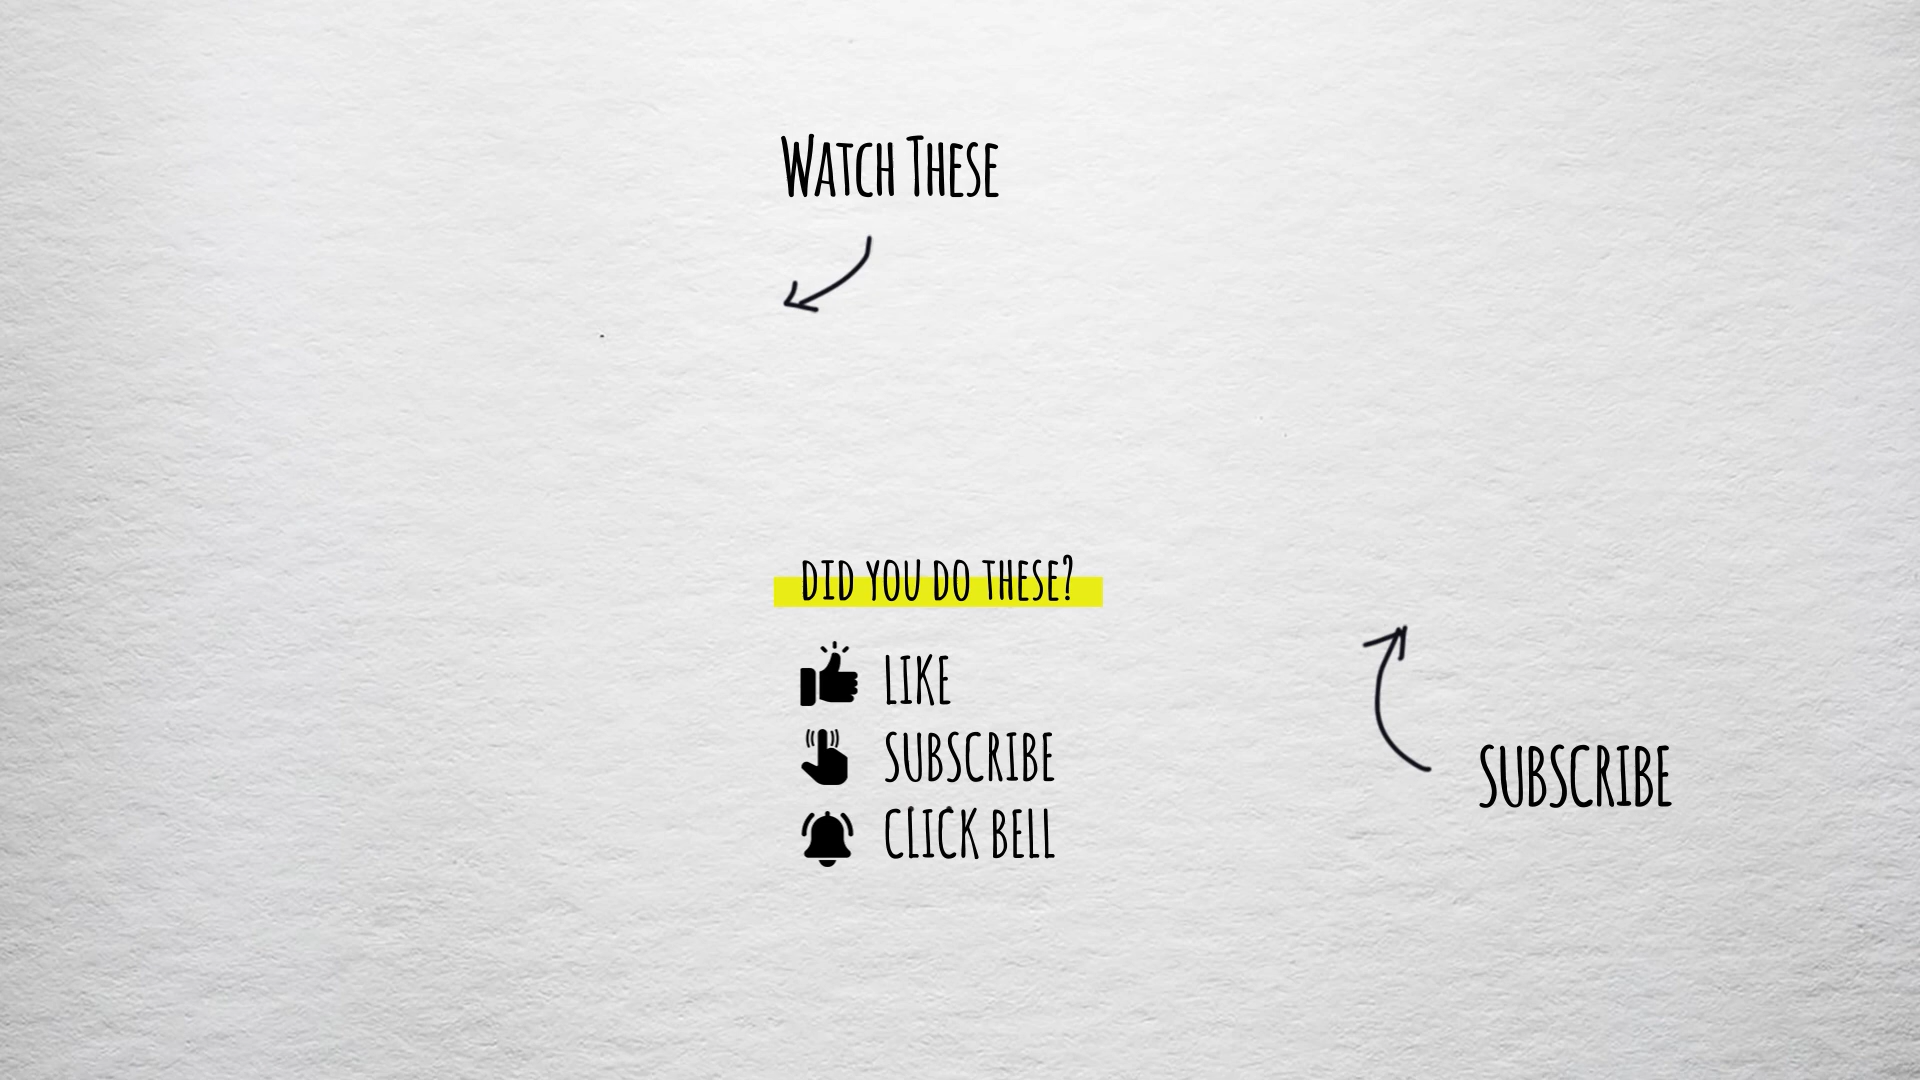 Watch These
DID YOU DO THESE?
LIKE
SUBSCRIBE
CLICK BELL
SUBSCRIBE